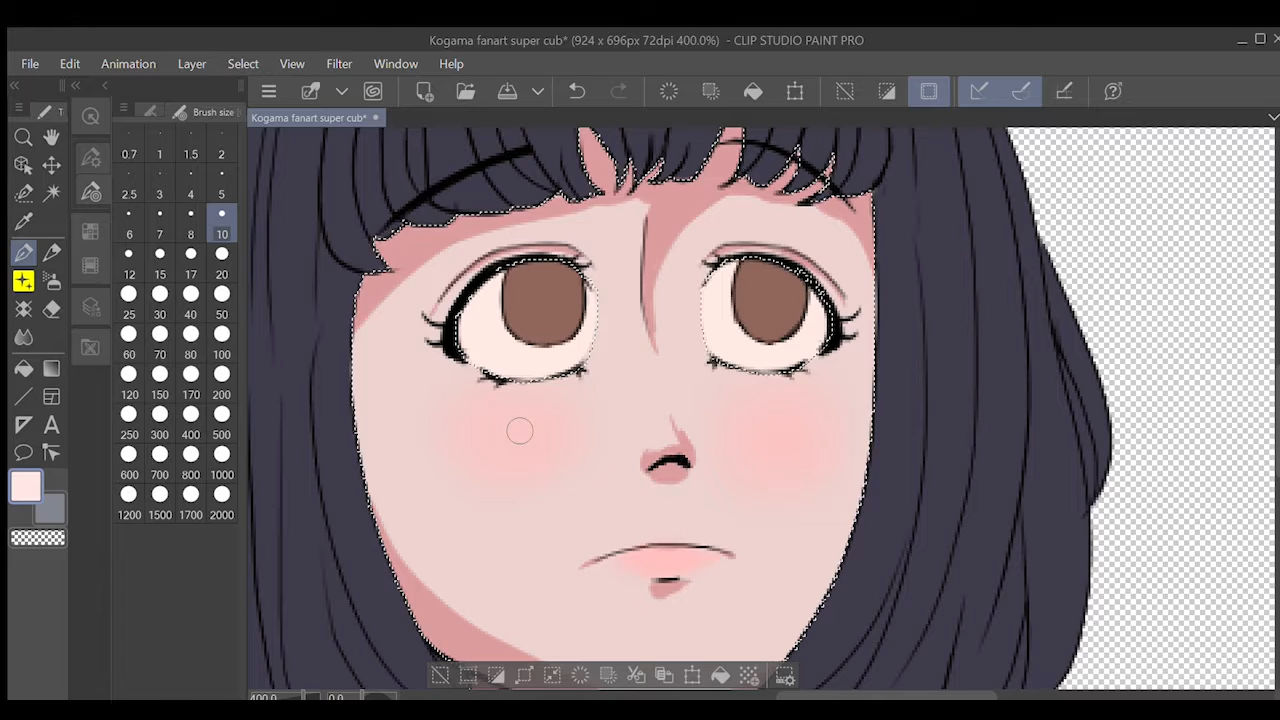 Kogama fanart super cub* (924 x 696px 72dpi 400.0%) - CLIP STUDIO PAINT PRO
File Edit Animation Layer Select View Filter Window Help
T Brush size
Kogama fanart super cub*
0.7 1 1.5 2
2.5 3 4 5
6 7 8 10
12 15 17 20
25 30 40 50
60 70 80 100
120 150 170 200
250 300 400 500
600 700 800 1000
1200 1500 1700 2000
400.0 0.0